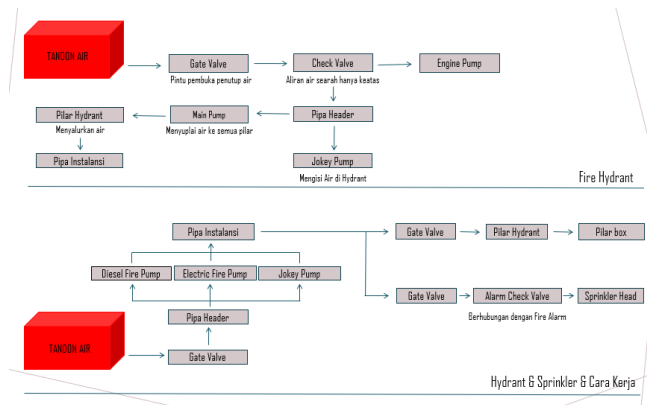 TANDON AIR
Gate Valve
Pintu pembuka penutup air
Check Valve
Aliran air searah hanya keatas
Engine Pump
Pilar Hydrant
Menyalurkan air
Main Pump
Menyuplai air ke semua pilar
Pipa Header
Pipa Instalansi
Jokey Pump
Mengisi Air di Hydrant
Fire Hydrant
Pipa Instalansi
Gate Valve
Pilar Hydrant
Pilar box
Diesel Fire Pump
Electric Fire Pump
Jokey Pump
Gate Valve
Alarm Check Valve
Sprinkler Head
Berhubungan dengan Fire Alarm
Pipa Header
TANDON AIR
Gate Valve
Hydrant & Sprinkler & Cara Kerja